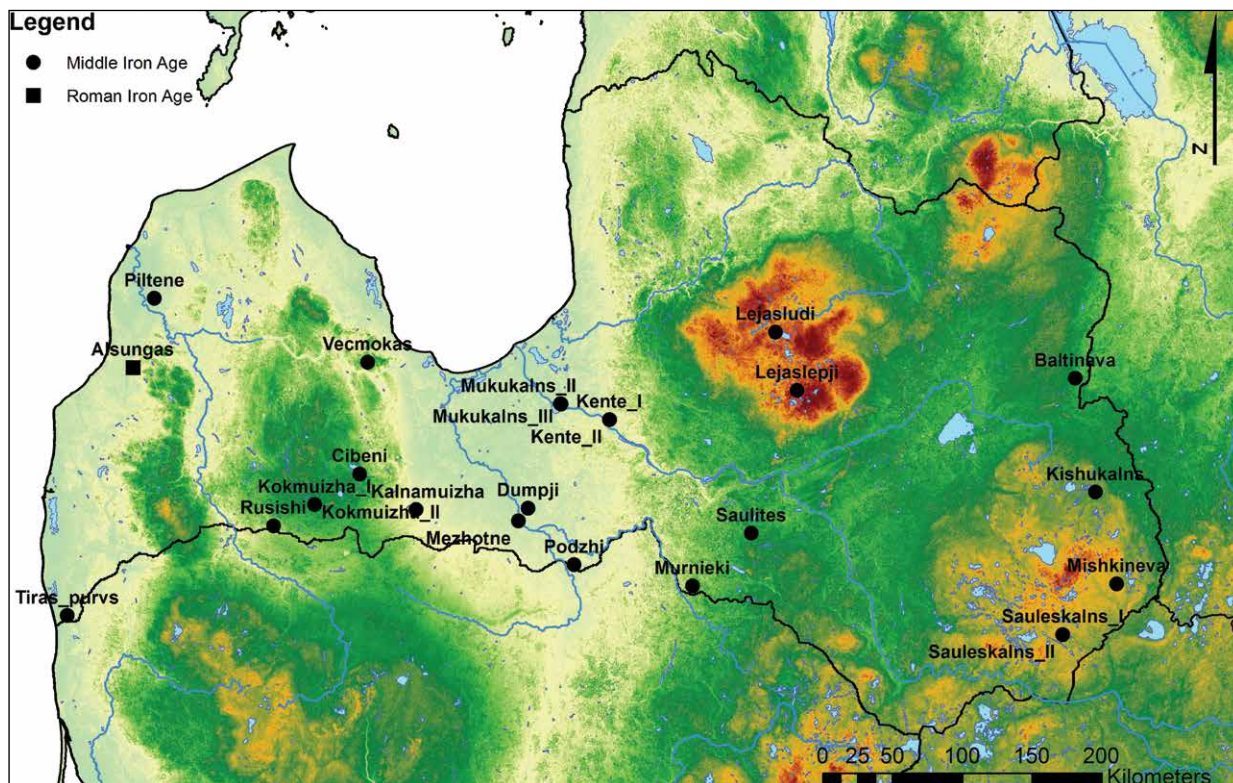 Legend
Middle Iron Age
Roman Iron Age
N
Piltene
Alsungas
Vecmokas
Lejasludi
Baltinava
Lejaslepji
Mukukalns_II
Kente_I
Mukukalns_III
Kente_II
Cibeni
Kishukalns
Kokmuizha_I
Kalnamuizha
Dumpji
Rusishi
Kokmuizha_II
Saulites
Mezhotne
Podzhi
Murnieki
Mishkineva
Tiras_purvs
Sauleskalns_I
Sauleskalns_II
0 25 50 100 150 200
Kilometers